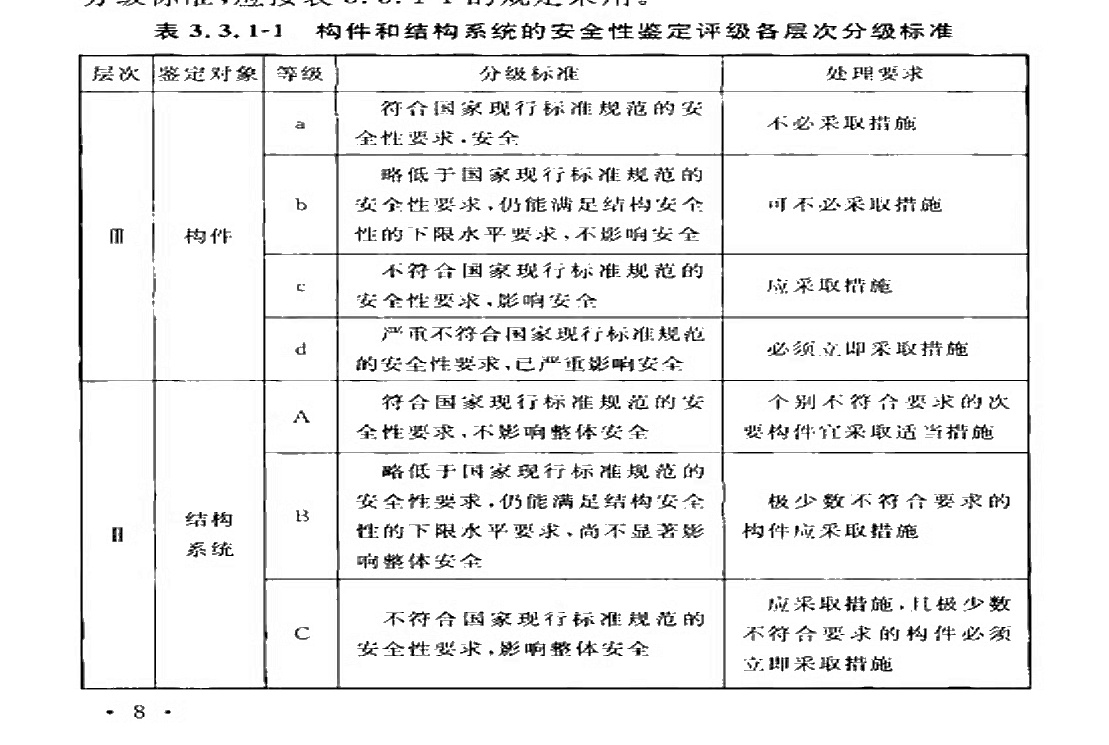 分级标准,应按表 3.3.1-1 的规定采用。
表 3.3.1-1 构件和结构系统的安全性鉴定评级各层次分级标准
层次 鉴定对象 等级 分级标准 处理要求
Ⅲ
构件
a
符合国家现行标准规范的安
全性要求,安全
不必采取措施
b
略低于国家现行标准规范的
安全性要求,仍能满足结构安全
性的下限水平要求,不影响安全
可不必采取措施
c
不符合国家现行标准规范的
安全性要求,影响安全
应采取措施
d
严重不符合国家现行标准规范
的安全性要求,已严重影响安全
必须立即采取措施
Ⅱ
结构
系统
A
符合国家现行标准规范的安
全性要求,不影响整体安全
个别不符合要求的次
要构件宜采取适当措施
B
略低于国家现行标准规范的
安全性要求,仍能满足结构安全
性的下限水平要求,尚不显著影
响整体安全
极少数不符合要求的
构件应采取措施
C
不符合国家现行标准规范的
安全性要求,影响整体安全
应采取措施,且极少数
不符合要求的构件必须
立即采取措施
· 8 ·